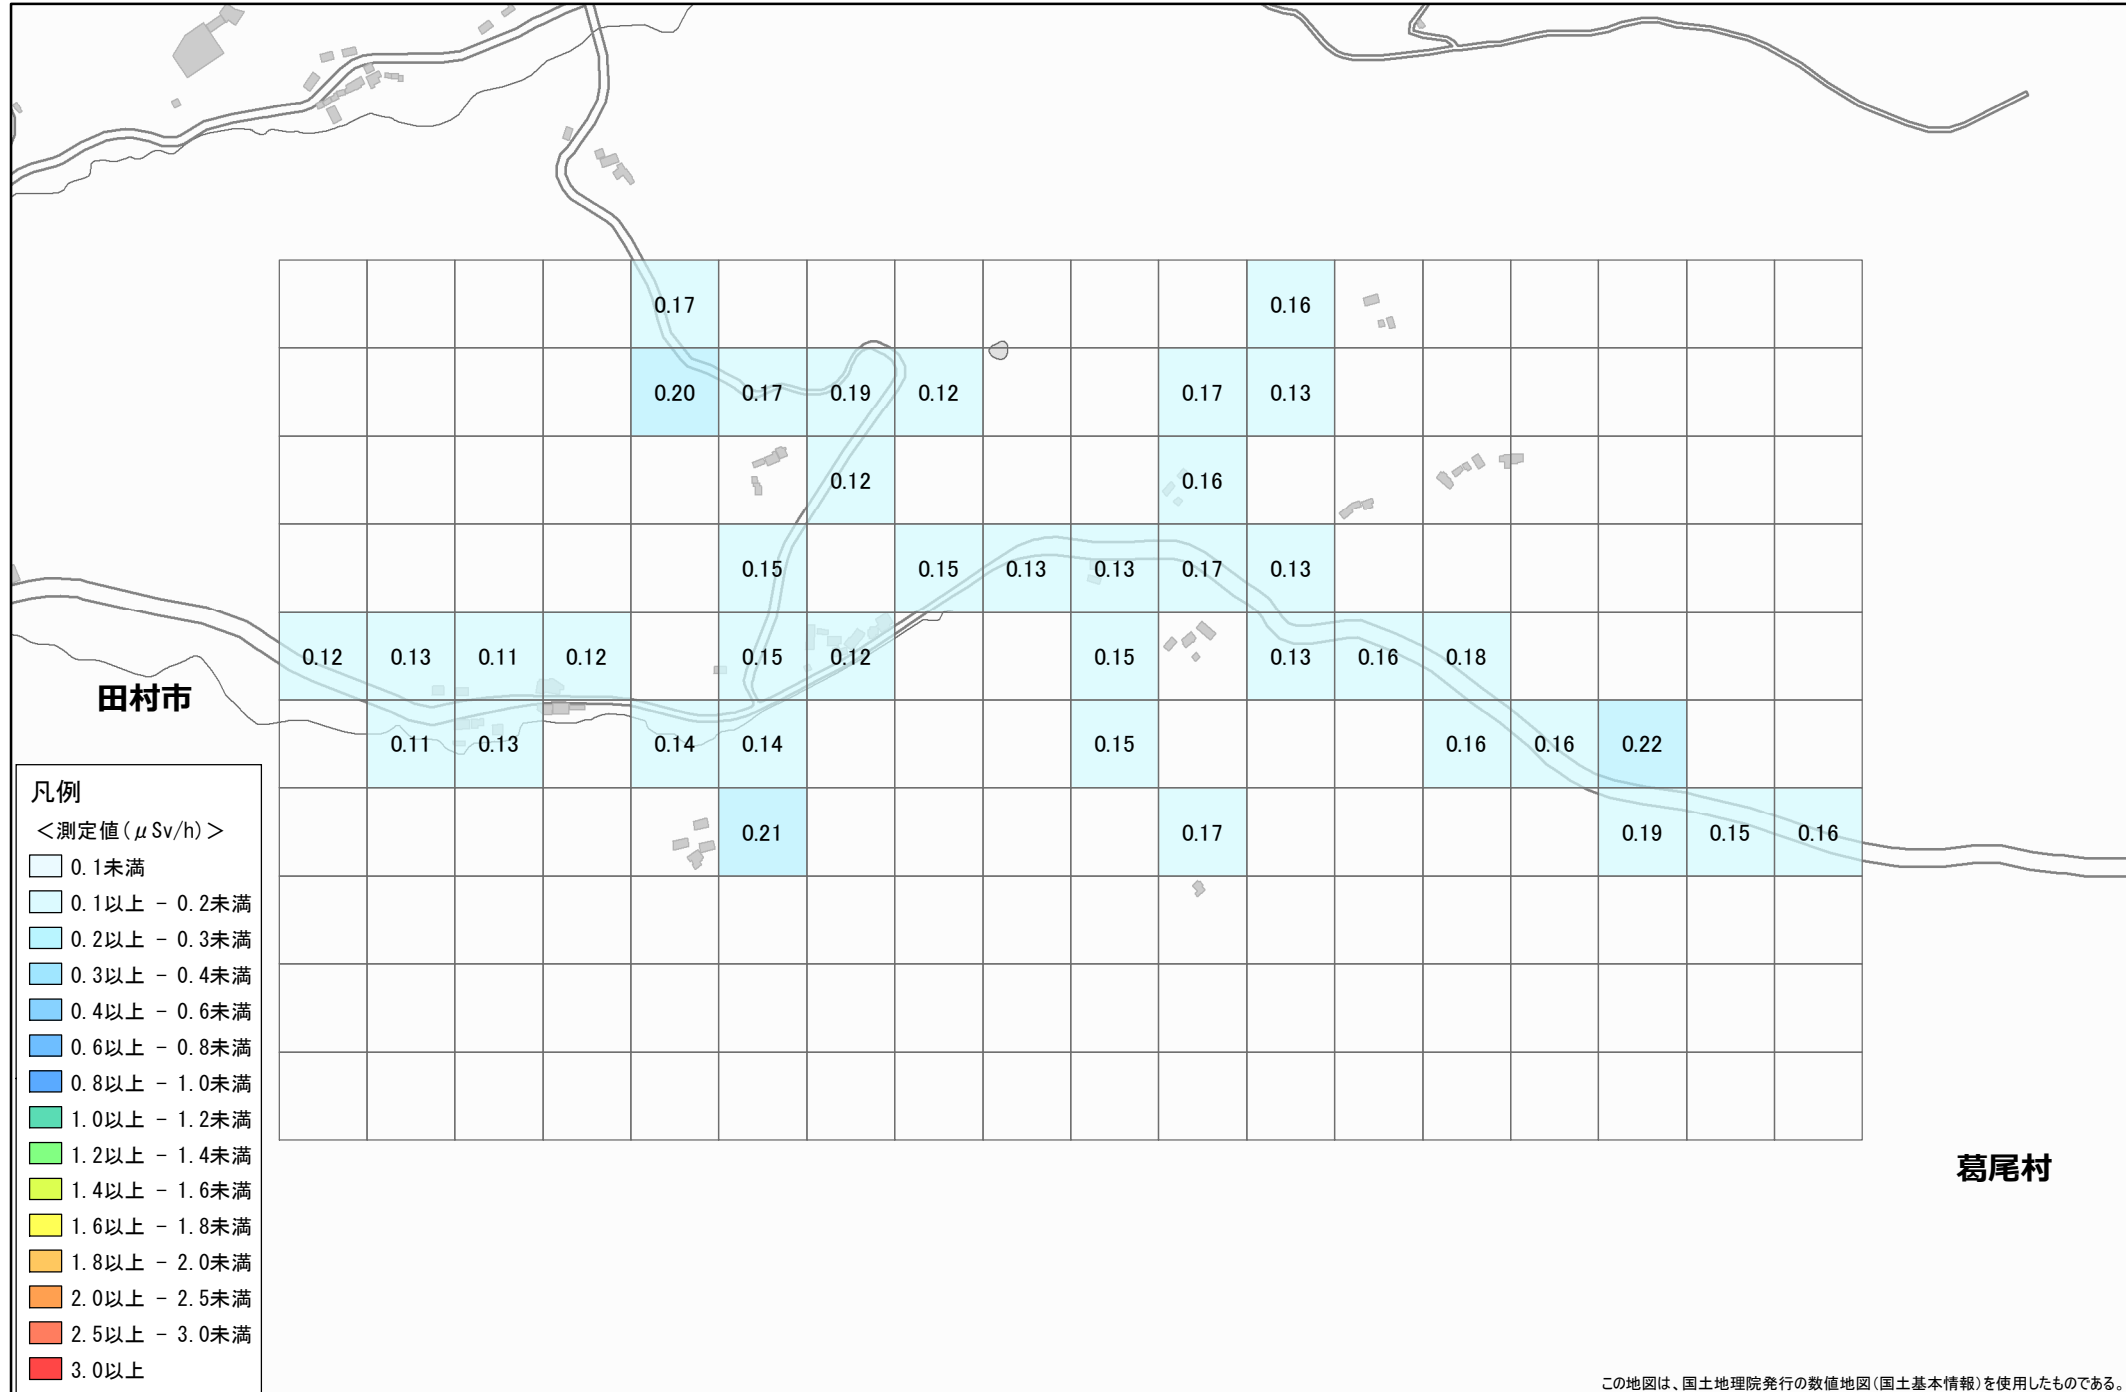 0.17 0.16
0.20 0.17 0.19 0.12 0.17 0.13
0.12 0.16
0.15 0.15 0.13 0.13 0.17 0.13
0.12 0.13 0.11 0.12 0.15 0.12 0.15 0.13 0.16 0.18
田村市
0.11 0.13 0.14 0.14 0.15 0.16 0.16 0.22
0.21 0.17 0.19 0.15 0.16
凡例
＜測定値(μSv/h)＞
0.1未満
0.1以上 － 0.2未満
0.2以上 － 0.3未満
0.3以上 － 0.4未満
0.4以上 － 0.6未満
0.6以上 － 0.8未満
0.8以上 － 1.0未満
1.0以上 － 1.2未満
1.2以上 － 1.4未満
1.4以上 － 1.6未満
1.6以上 － 1.8未満
1.8以上 － 2.0未満
2.0以上 － 2.5未満
2.5以上 － 3.0未満
3.0以上
葛尾村
この地図は、国土地理院発行の数値地図(国土基本情報)を使用したものである。